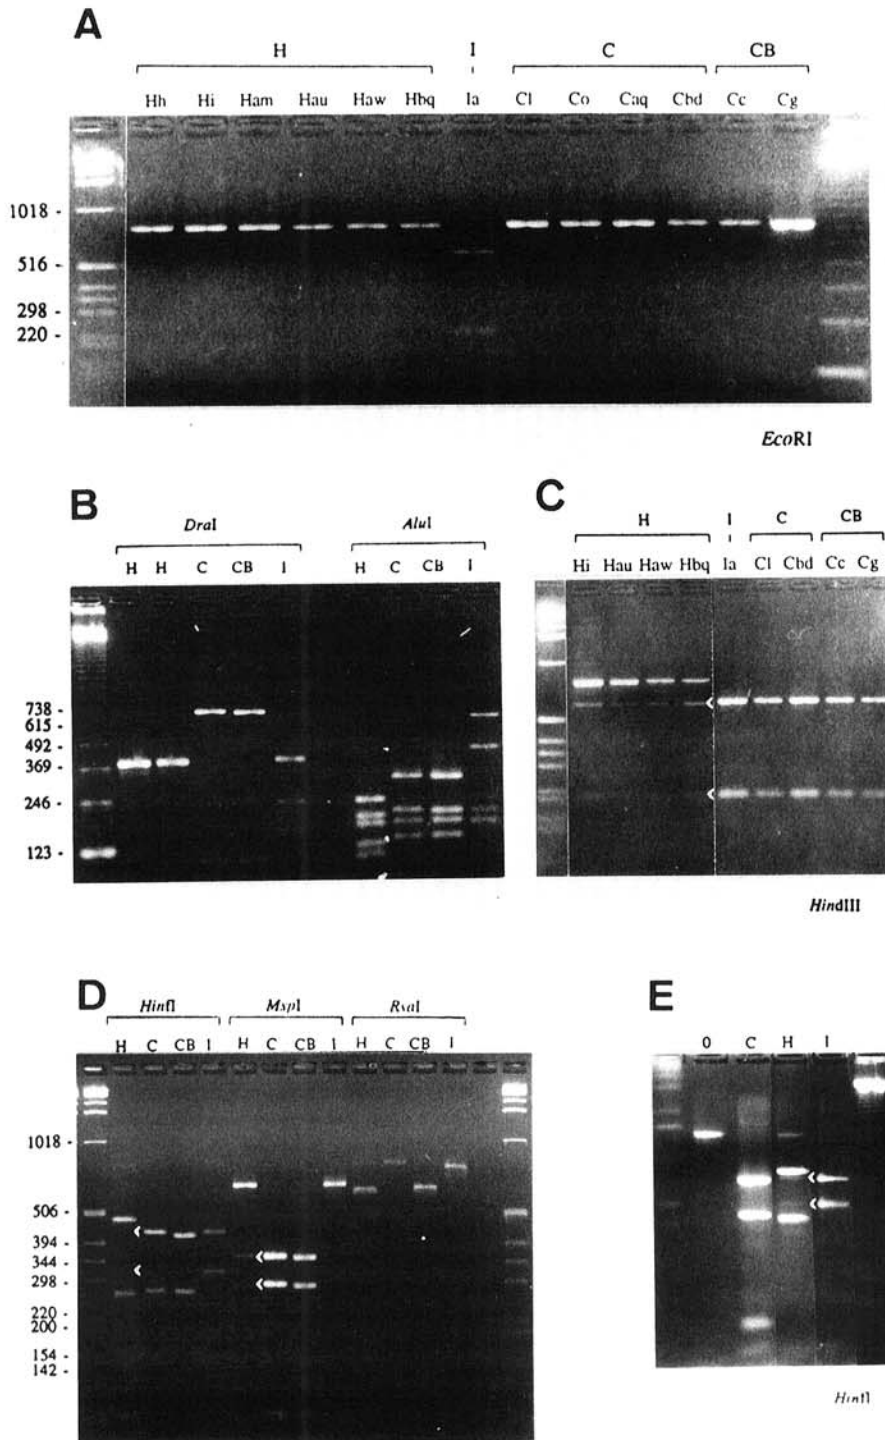 A
H I C CB
Hh Hi Ham Hau Haw Hbq Ia Cl Co Caq Cbd Cc Cg
1018 -
516 -
298 -
220 -
EcoRI
B
DraI AluI
H H C CB I H C CB I
738 -
615 -
492 -
369 -
246 -
123 -
C
H I C CB
Hi Hau Haw Hbq Ia Cl Cbd Cc Cg
HindIII
D
HinfI MspI RsaI
H C CB I H C CB I H C CB I
1018 -
506 -
394 -
344 -
298 -
220 -
200 -
154 -
142 -
E
0 C H I
HinfI